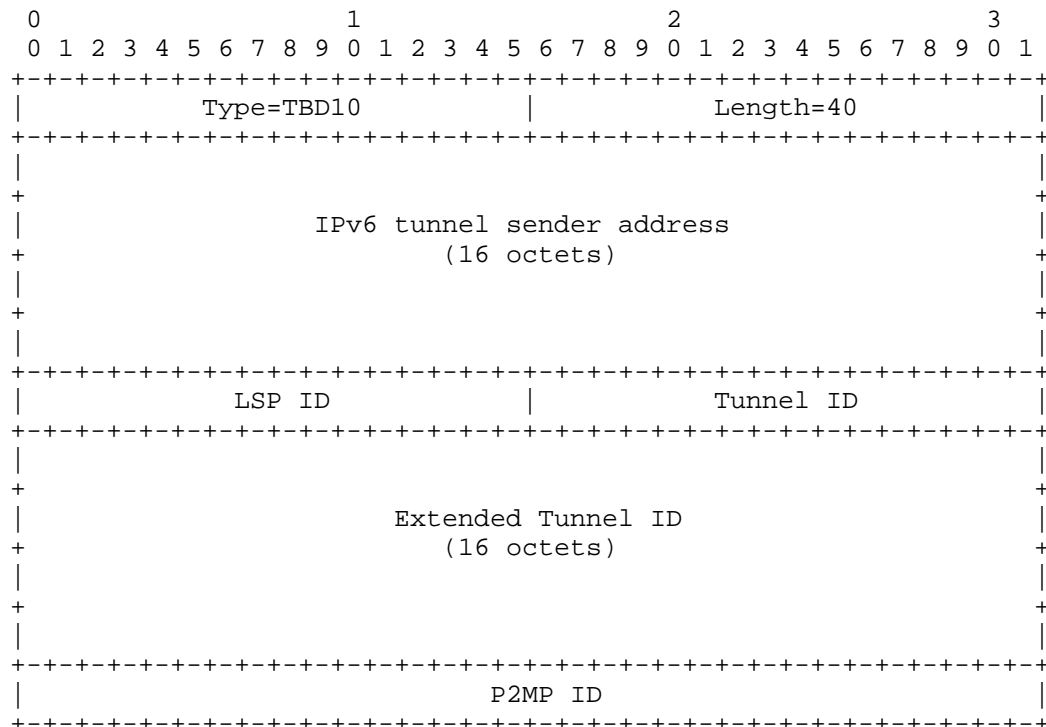 0                   1                   2                   3
 0 1 2 3 4 5 6 7 8 9 0 1 2 3 4 5 6 7 8 9 0 1 2 3 4 5 6 7 8 9 0 1
+-+-+-+-+-+-+-+-+-+-+-+-+-+-+-+-+-+-+-+-+-+-+-+-+-+-+-+-+-+-+-+-+
|           Type=TBD10          |           Length=40           |
+-+-+-+-+-+-+-+-+-+-+-+-+-+-+-+-+-+-+-+-+-+-+-+-+-+-+-+-+-+-+-+-+
|                                                               |
+                                                               +
|                  IPv6 tunnel sender address                   |
+                          (16 octets)                          +
|                                                               |
+                                                               +
|                                                               |
+-+-+-+-+-+-+-+-+-+-+-+-+-+-+-+-+-+-+-+-+-+-+-+-+-+-+-+-+-+-+-+-+
|             LSP ID            |           Tunnel ID           |
+-+-+-+-+-+-+-+-+-+-+-+-+-+-+-+-+-+-+-+-+-+-+-+-+-+-+-+-+-+-+-+-+
|                                                               |
+                                                               +
|                       Extended Tunnel ID                      |
+                          (16 octets)                          +
|                                                               |
+                                                               +
|                                                               |
+-+-+-+-+-+-+-+-+-+-+-+-+-+-+-+-+-+-+-+-+-+-+-+-+-+-+-+-+-+-+-+-+
|                             P2MP ID                           |
+-+-+-+-+-+-+-+-+-+-+-+-+-+-+-+-+-+-+-+-+-+-+-+-+-+-+-+-+-+-+-+-+